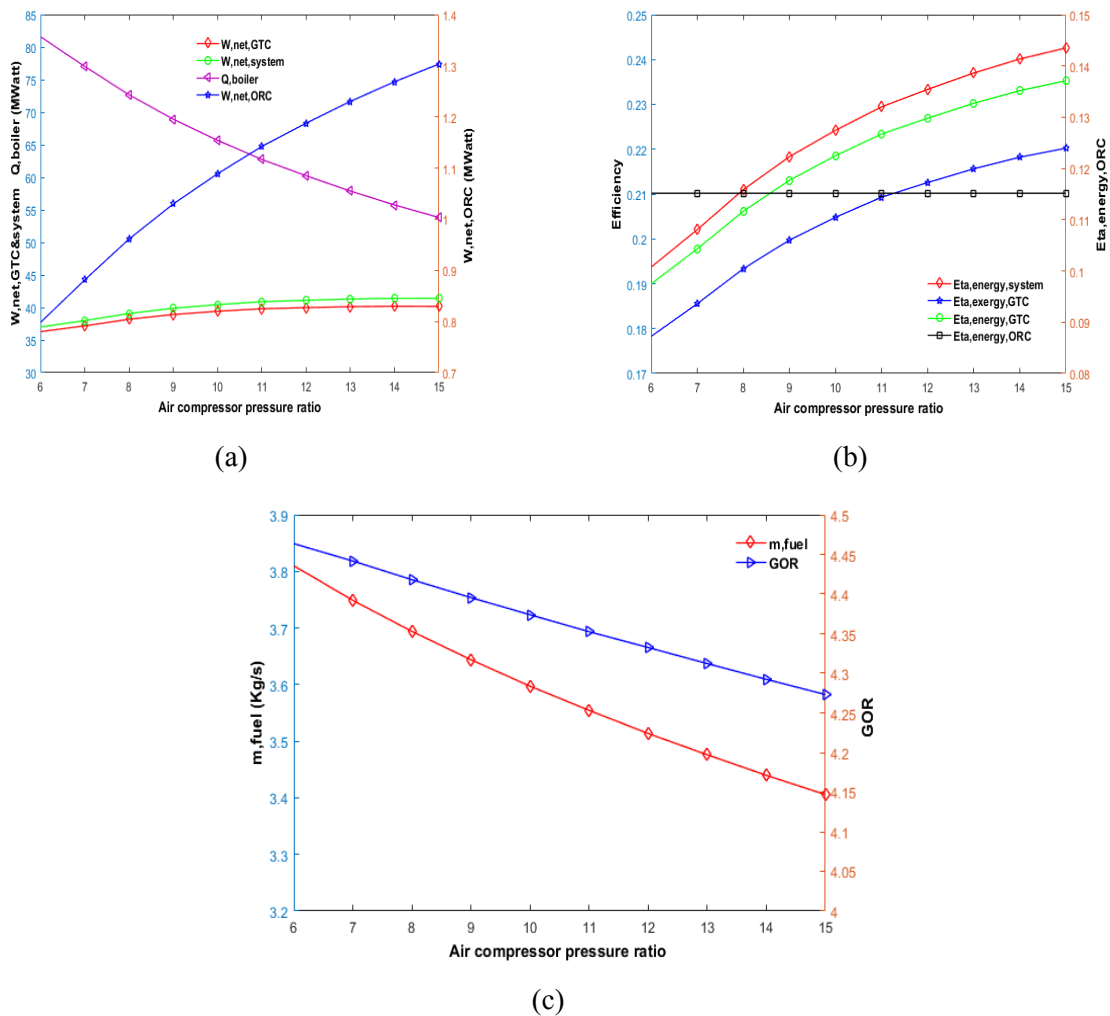 W,net,GTC&system Q,boiler (MWatt)
85
80
75
70
65
60
55
50
45
40
35
30
W,net,GTC
W,net,system
Q,boiler
W,net,ORC
1.4
1.3
1.2
1.1
1
0.9
0.8
0.7
W,net,ORC (MWatt)
6 7 8 9 10 11 12 13 14 15
Air compressor pressure ratio
(a)
Efficiency
0.25
0.24
0.23
0.22
0.21
0.2
0.19
0.18
0.17
Eta,energy,system
Eta,exergy,GTC
Eta,energy,GTC
Eta,energy,ORC
0.15
0.14
0.13
0.12
0.11
0.1
0.09
0.08
Eta,energy,ORC
6 7 8 9 10 11 12 13 14 15
Air compressor pressure ratio
(b)
m,fuel (Kg/s)
3.9
3.8
3.7
3.6
3.5
3.4
3.3
3.2
m,fuel
GOR
4.5
4.45
4.4
4.35
4.3
4.25
4.2
4.15
4.1
4.05
4
GOR
6 7 8 9 10 11 12 13 14 15
Air compressor pressure ratio
(c)